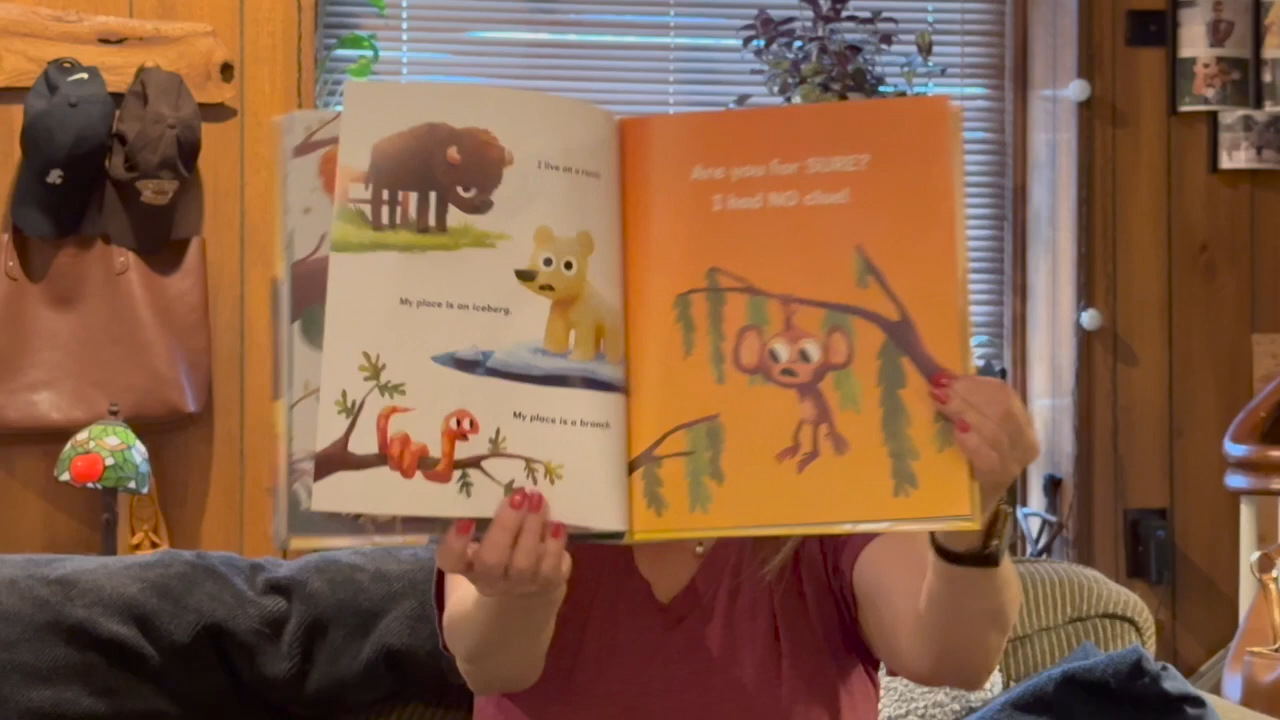 I live on a ranch.
My place is an iceberg.
My place is a branch.
Are you for SURE?
I had NO clue!